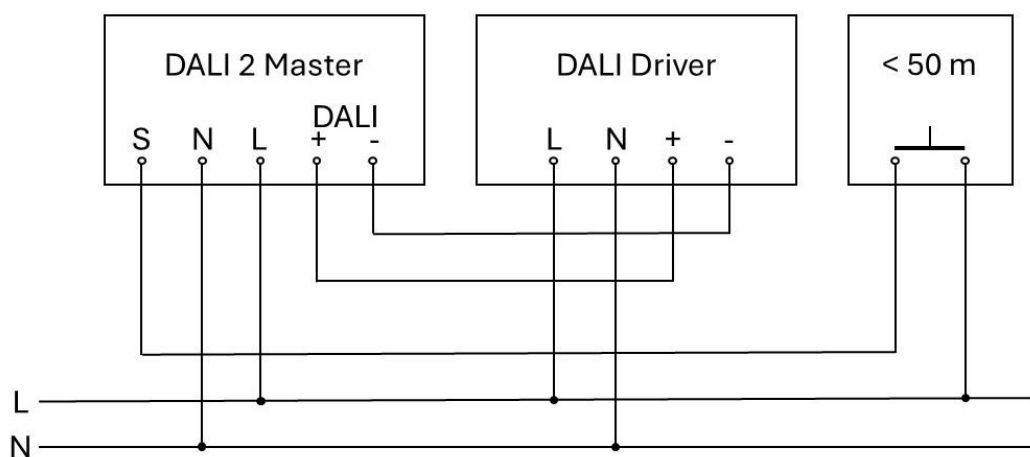 DALI 2 Master
DALI
S N L + -
DALI Driver
L N + -
< 50 m
L
N